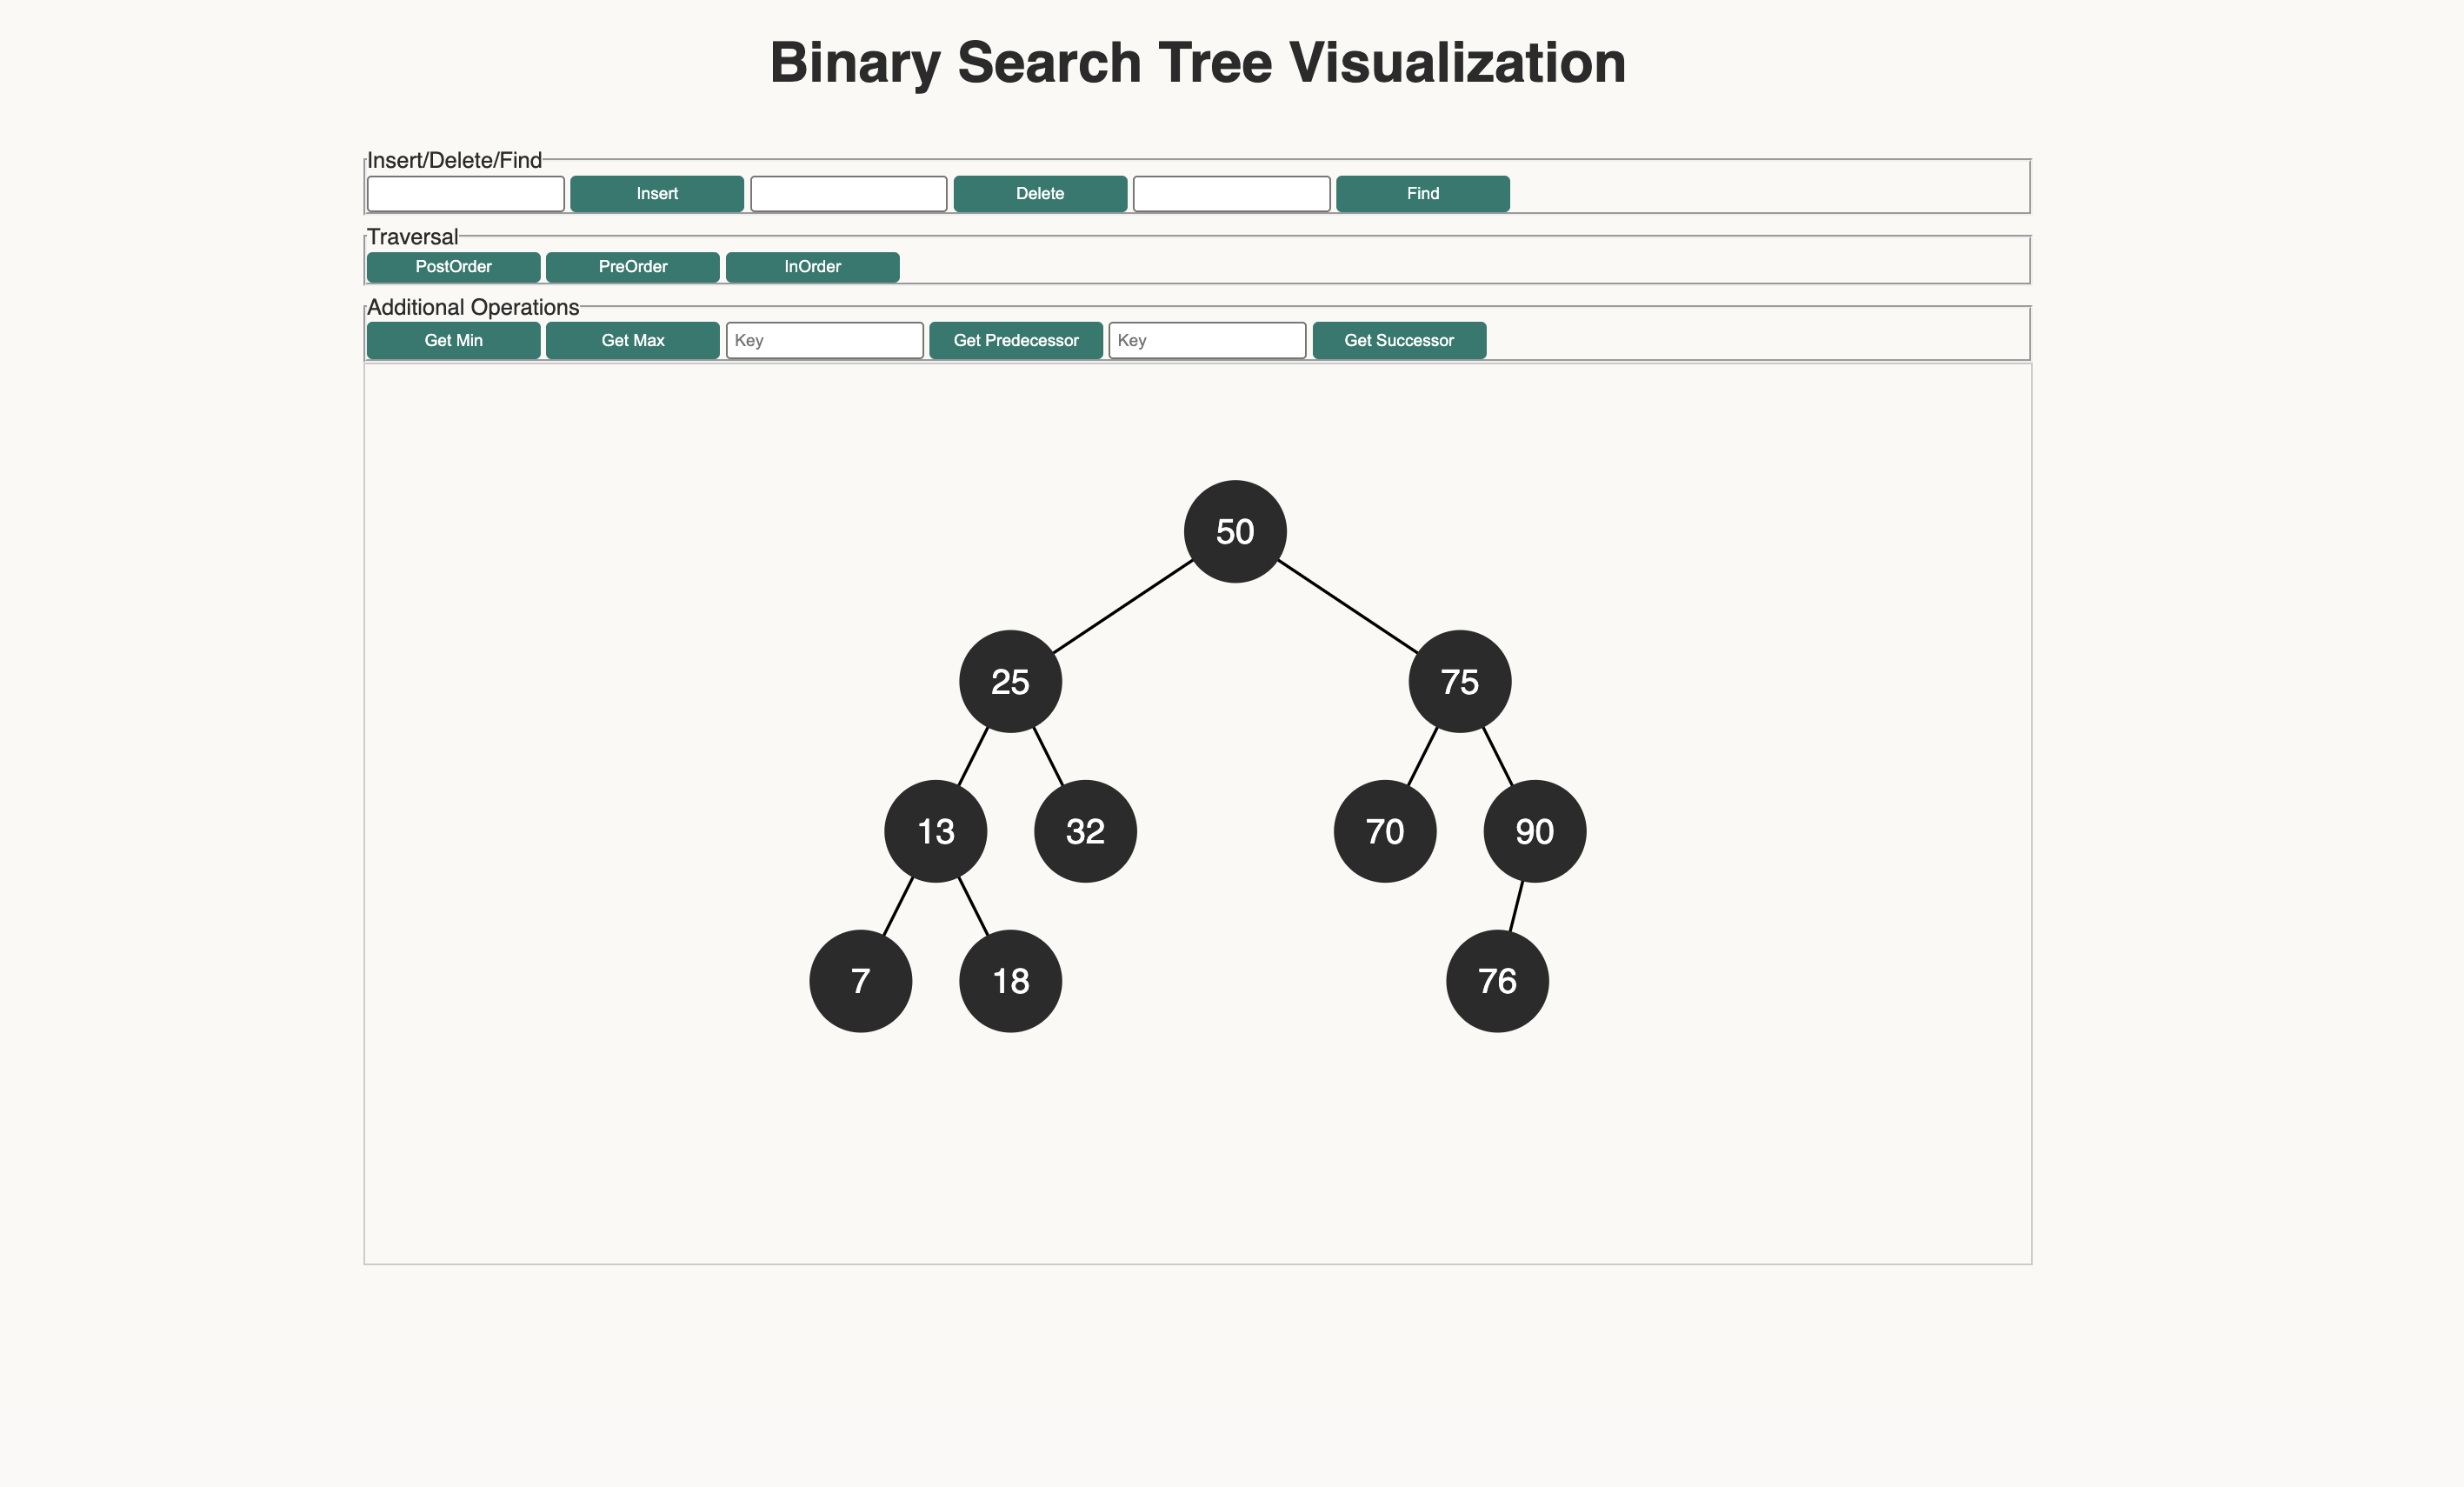 Binary Search Tree Visualization
Insert/Delete/Find
Insert Delete Find
Traversal
PostOrder PreOrder InOrder
Additional Operations
Get Min Get Max Key Get Predecessor Key Get Successor
50
25 75
13 32 70 90
7 18 76